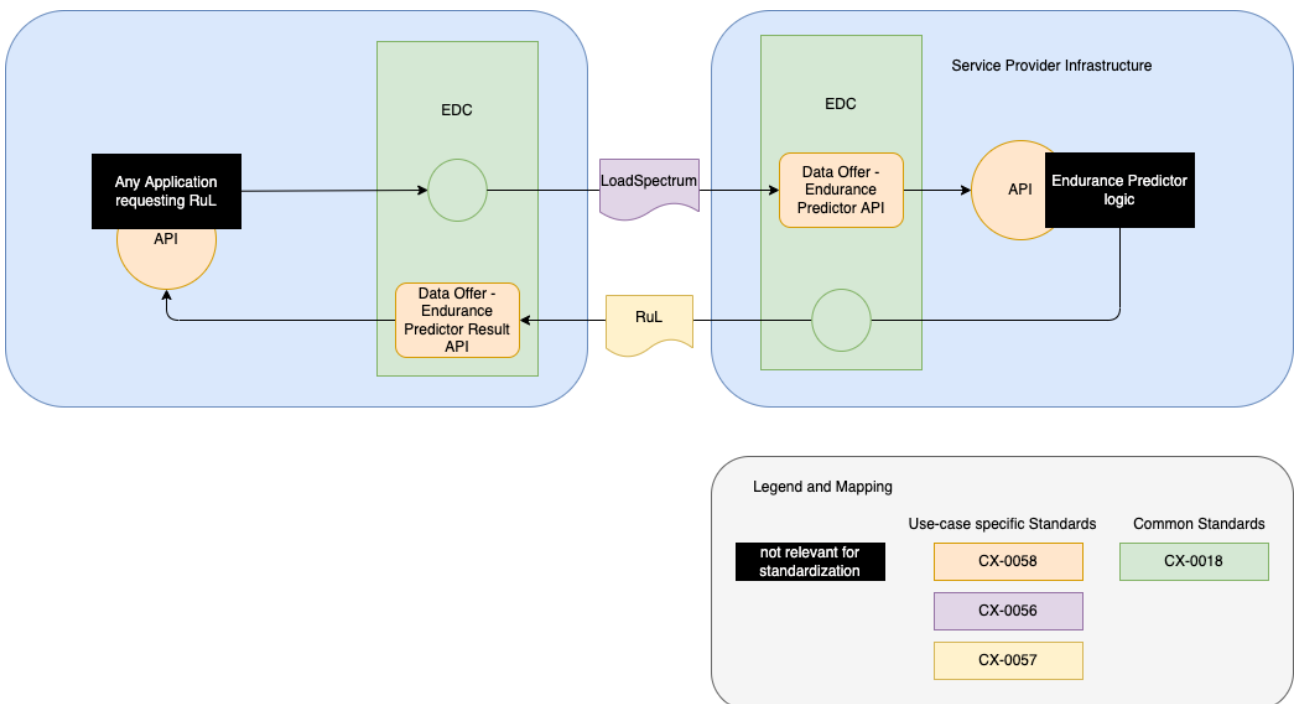 Service Provider Infrastructure
EDC
EDC
Any Application
requesting RuL
API
LoadSpectrum
Data Offer -
Endurance
Predictor API
API
Endurance Predictor
logic
Data Offer -
Endurance
Predictor Result
API
RuL
Legend and Mapping
Use-case specific Standards
Common Standards
not relevant for
standardization
CX-0058
CX-0018
CX-0056
CX-0057